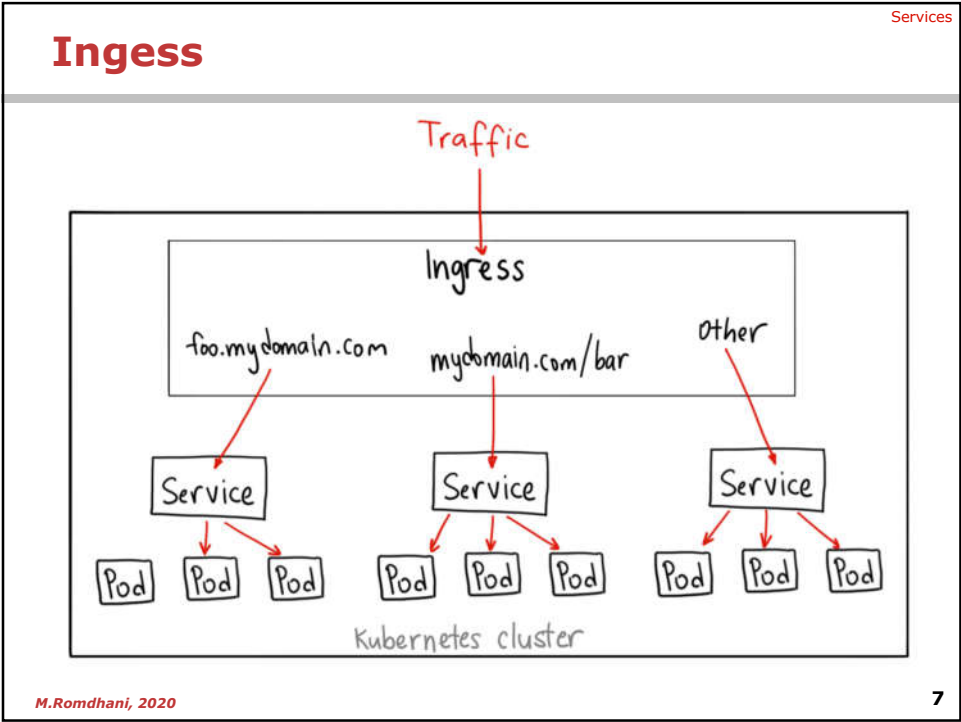 Services
Ingess
Traffic
Ingress
foo.mydomain.com
mydomain.com/bar
other
Service
Service
Service
Pod
Pod
Pod
Pod
Pod
Pod
Pod
Pod
Pod
Kubernetes cluster
M.Romdhani, 2020
7